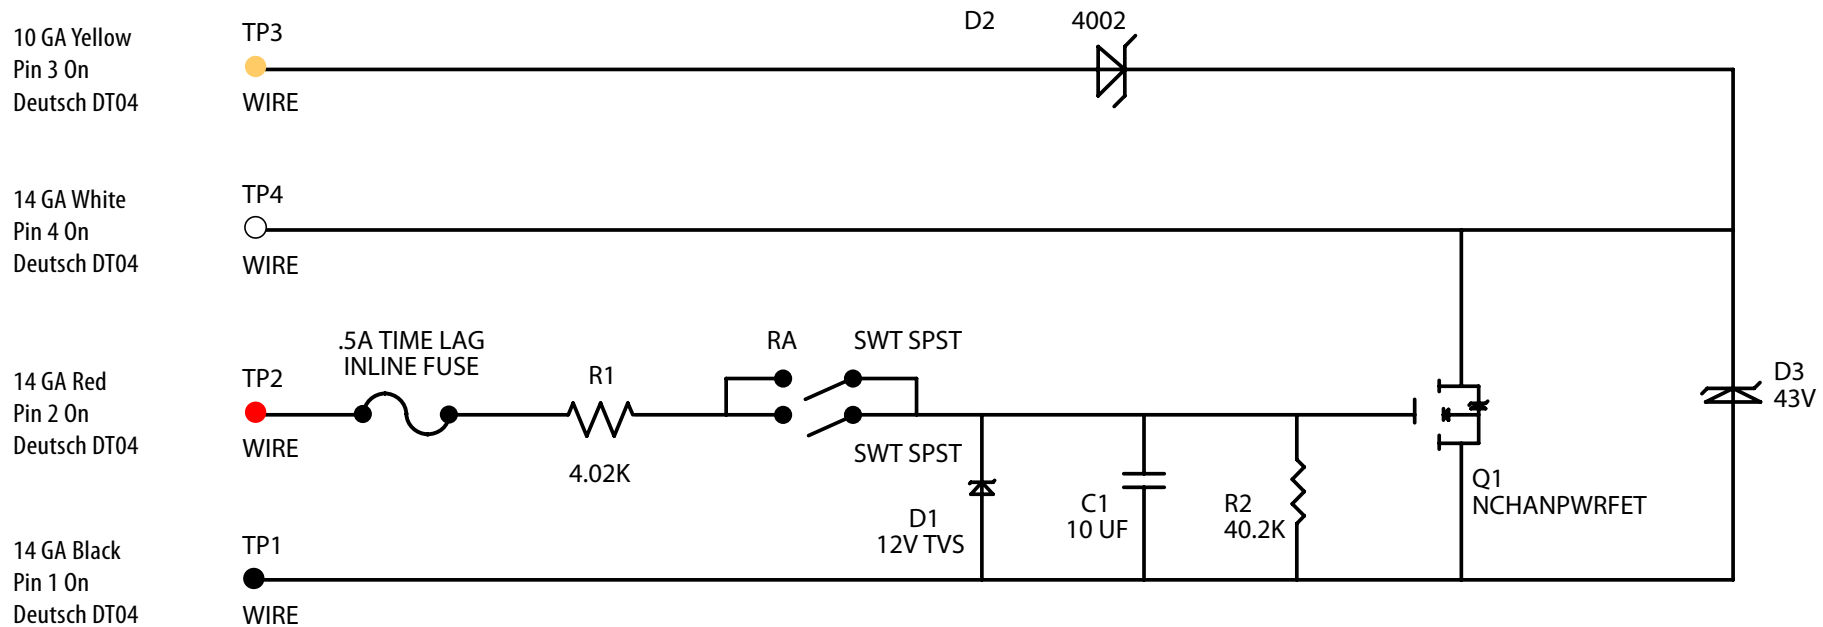 D2 4002
10 GA Yellow
Pin 3 On
Deutsch DT04
TP3
WIRE
14 GA White
Pin 4 On
Deutsch DT04
TP4
WIRE
.5A TIME LAG
INLINE FUSE
RA SWT SPST
14 GA Red
Pin 2 On
Deutsch DT04
TP2
WIRE
R1
4.02K
SWT SPST
D3
43V
D1
12V TVS
C1
10 UF
R2
40.2K
Q1
NCHANPWRFET
14 GA Black
Pin 1 On
Deutsch DT04
TP1
WIRE